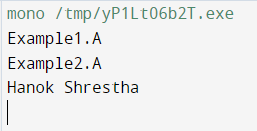 mono /tmp/yP1Lt06b2T.exe
Example1.A
Example2.A
Hanok Shrestha